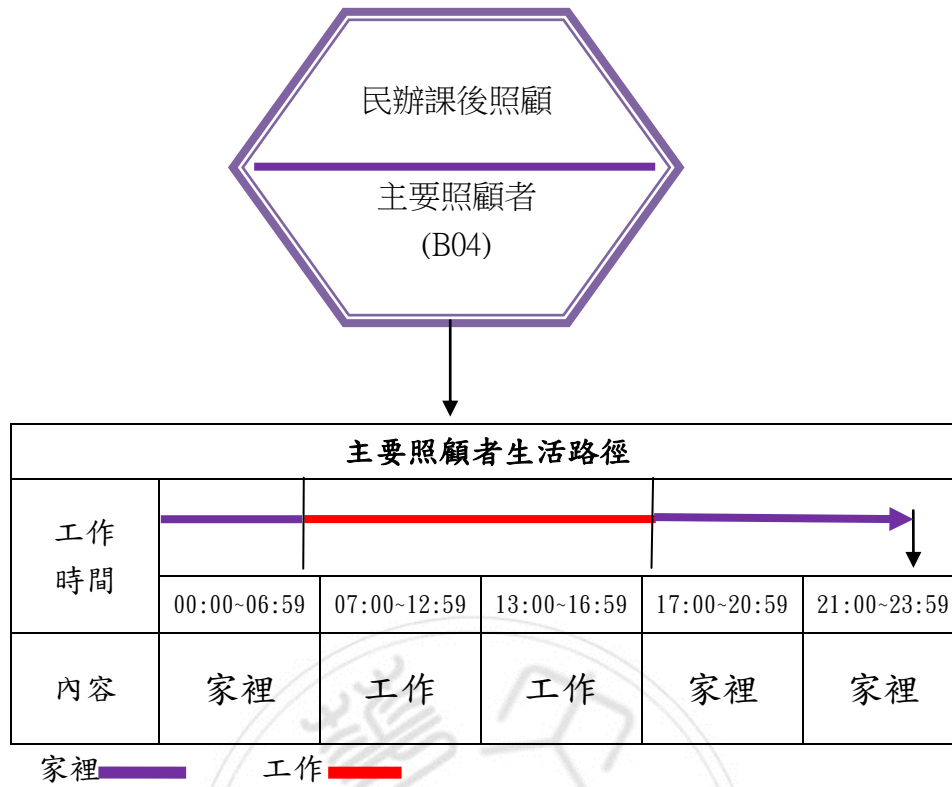 民辦課後照顧
主要照顧者
(B04)
主要照顧者生活路徑
工作
時間
00:00~06:59 07:00~12:59 13:00~16:59 17:00~20:59 21:00~23:59
內容 家裡 工作 工作 家裡 家裡
家裡 工作